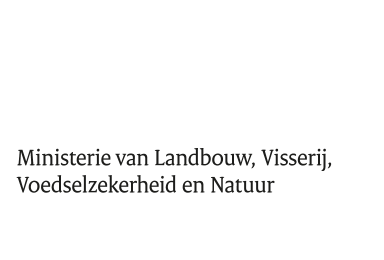 Ministerie van Landbouw, Visserij,
Voedselzekerheid en Natuur